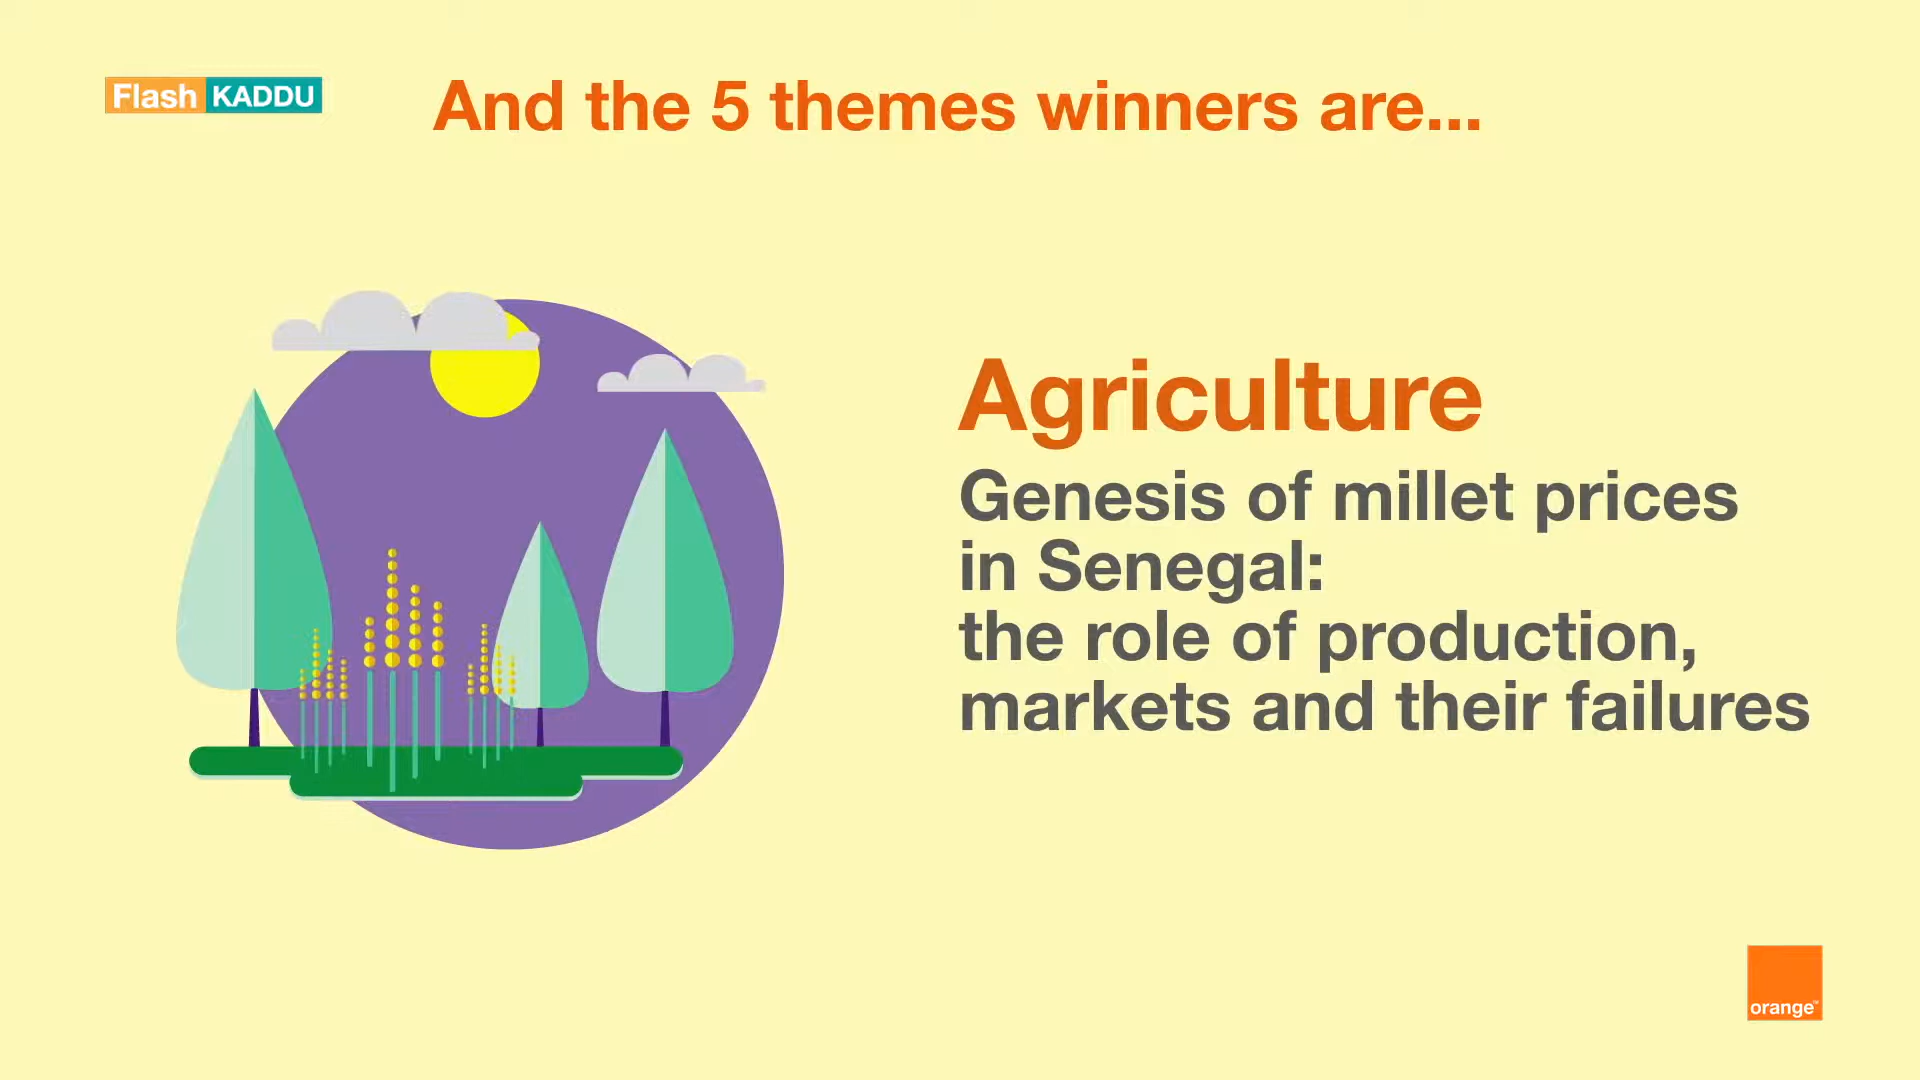 Flash KADDU
And the 5 themes winners are...
Agriculture
Genesis of millet prices
in Senegal:
the role of production,
markets and their failures
orange™